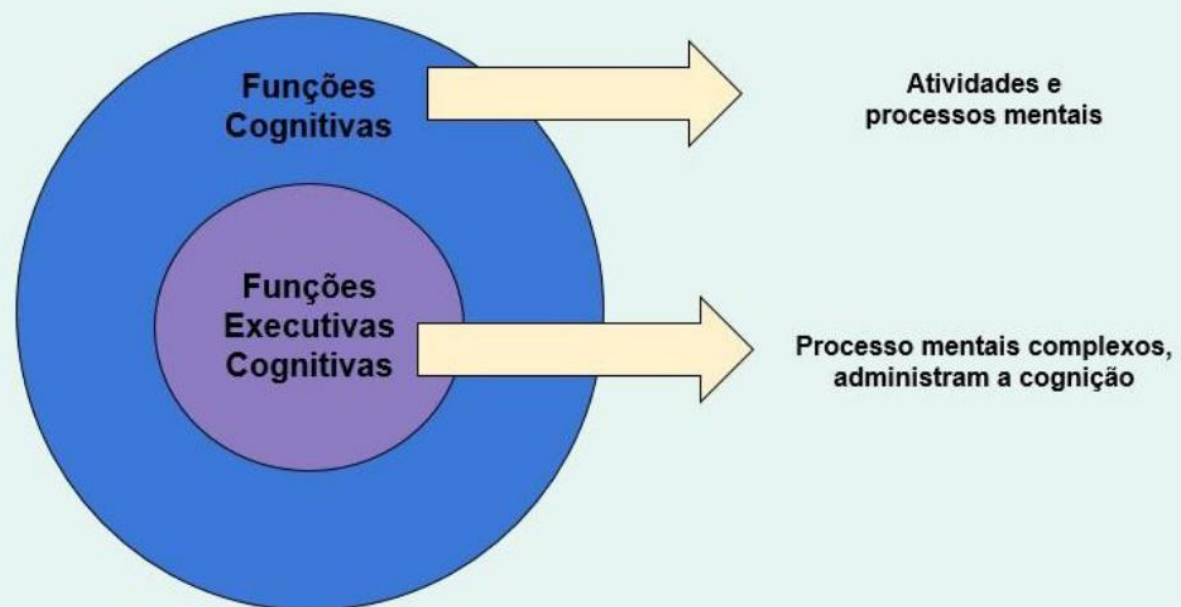 Funções
Cognitivas
Atividades e
processos mentais
Funções
Executivas
Cognitivas
Processo mentais complexos,
administram a cognição